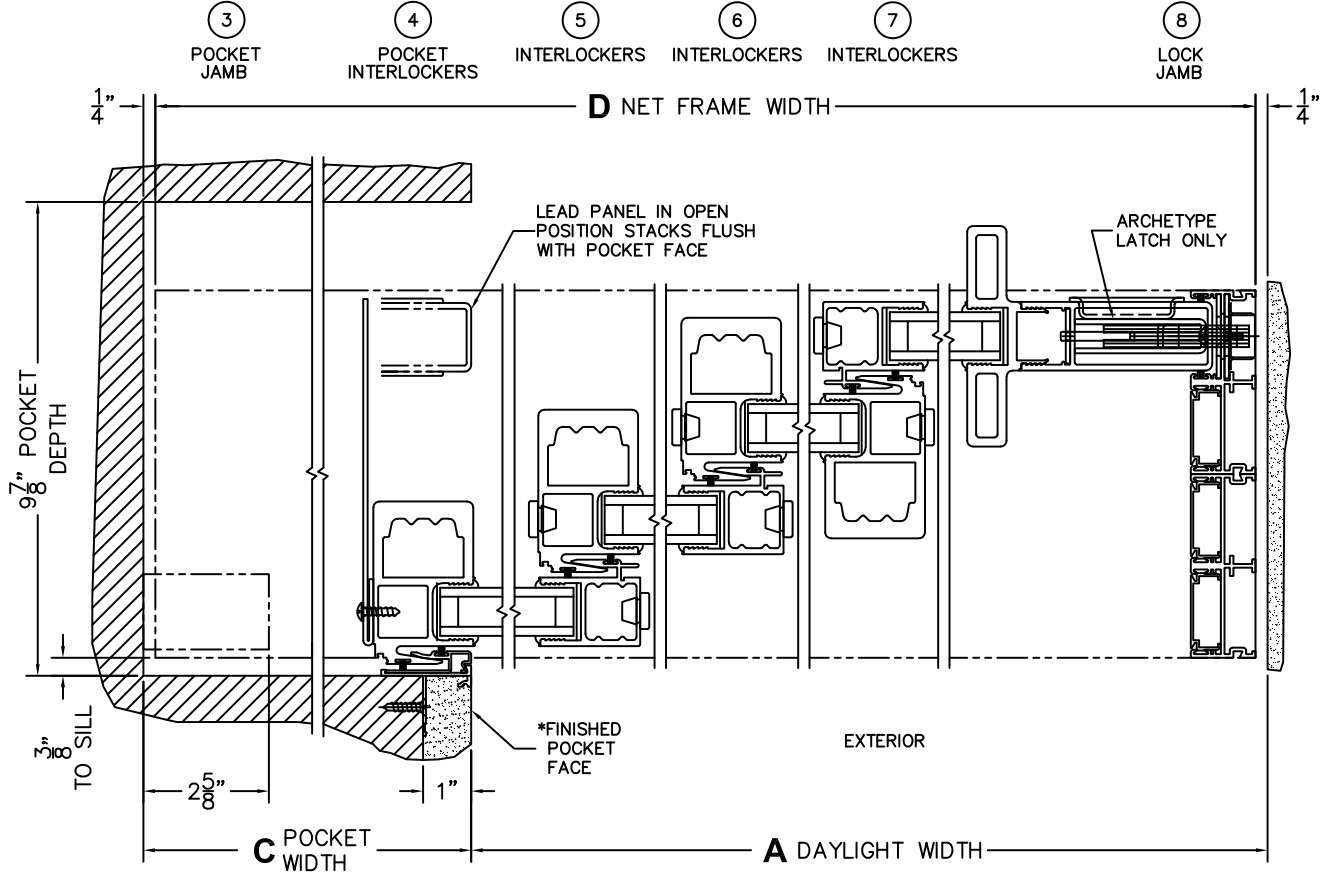 3
POCKET
JAMB
4
POCKET
INTERLOCKERS
5
INTERLOCKERS
6
INTERLOCKERS
7
INTERLOCKERS
8
LOCK
JAMB
1/4"
D NET FRAME WIDTH
1/4"
LEAD PANEL IN OPEN
POSITION STACKS FLUSH
WITH POCKET FACE
ARCHETYPE
LATCH ONLY
9 7/8" POCKET
DEPTH
3/8"
TO SILL
*FINISHED
POCKET
FACE
EXTERIOR
2 5/8"
1"
C POCKET
WIDTH
A DAYLIGHT WIDTH